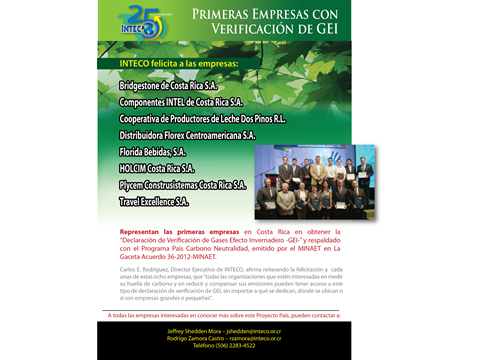 25
INTECO
PRIMERAS EMPRESAS CON
VERIFICACIÓN DE GEI
INTECO felicita a las empresas:
Bridgestone de Costa Rica S.A.
Componentes INTEL de Costa Rica S.A.
Cooperativa de Productores de Leche Dos Pinos R.L.
Distribuidora Florex Centroamericana S.A.
Florida Bebidas, S.A.
HOLCIM Costa Rica S.A.
Plycem Construsistemas Costa Rica S.A.
Travel Excellence S.A.
Representan las primeras empresas en Costa Rica en obtener la
"Declaración de Verificación de Gases Efecto Invernadero -GEI-" y respaldado
con el Programa País Carbono Neutralidad, emitido por el MINAET en La
Gaceta Acuerdo 36-2012-MINAET.
Carlos E. Rodríguez, Director Ejecutivo de INTECO, afirma reiterando la felicitación a cada
unas de estas ocho empresas, que "todas las organizaciones que estén interesadas en medir
su huella de carbono y en reducir y compensar sus emisiones pueden tener acceso a este
tipo de declaración de verificación de GEI, sin importar a qué se dedican, dónde se ubican o
si son empresas grandes o pequeñas".
A todas las empresas interesadas en conocer más sobre este Proyecto País, pueden contactar a:
Jeffrey Shedden Mora – jshedden@inteco.or.cr
Rodrigo Zamora Castro – rzamora@inteco.or.cr
Teléfono (506) 2283-4522